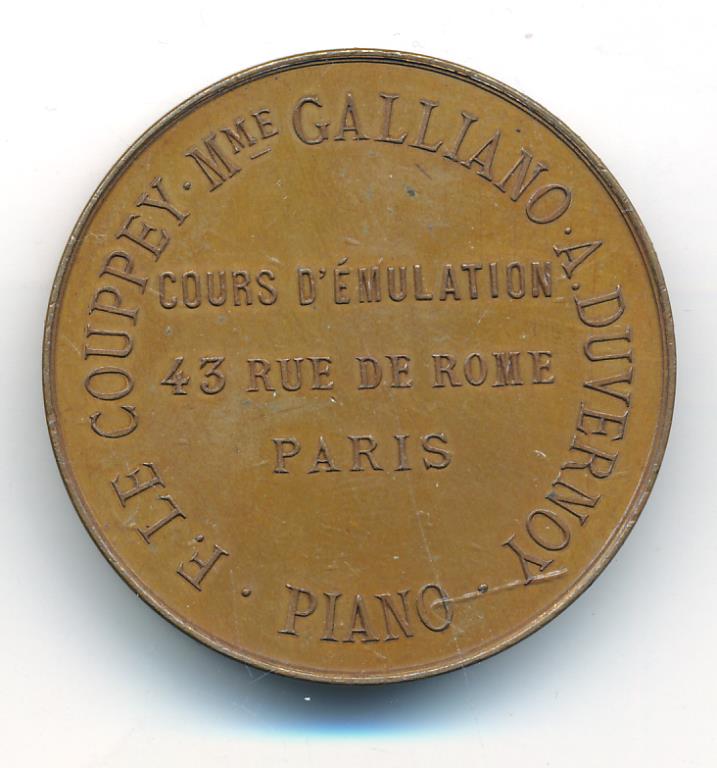 F. LE COUPPEY · MME GALLIANO · A. DUVERNOY ·
COURS D'ÉMULATION
43 RUE DE ROME
PARIS
PIANO ·